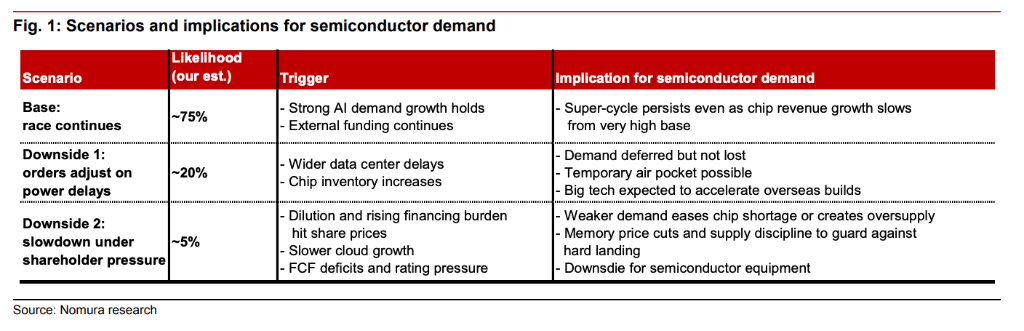 Fig. 1: Scenarios and implications for semiconductor demand
Scenario
Likelihood
(our est.)
Trigger
Implication for semiconductor demand
Base:
race continues
~75%
- Strong AI demand growth holds
- External funding continues
- Super-cycle persists even as chip revenue growth slows
from very high base
Downside 1:
orders adjust on
power delays
~20%
- Wider data center delays
- Chip inventory increases
- Demand deferred but not lost
- Temporary air pocket possible
- Big tech expected to accelerate overseas builds
Downside 2:
slowdown under
shareholder pressure
~5%
- Dilution and rising financing burden
hit share prices
- Slower cloud growth
- FCF deficits and rating pressure
- Weaker demand eases chip shortage or creates oversupply
- Memory price cuts and supply discipline to guard against
hard landing
- Downsdie for semiconductor equipment
Source: Nomura research